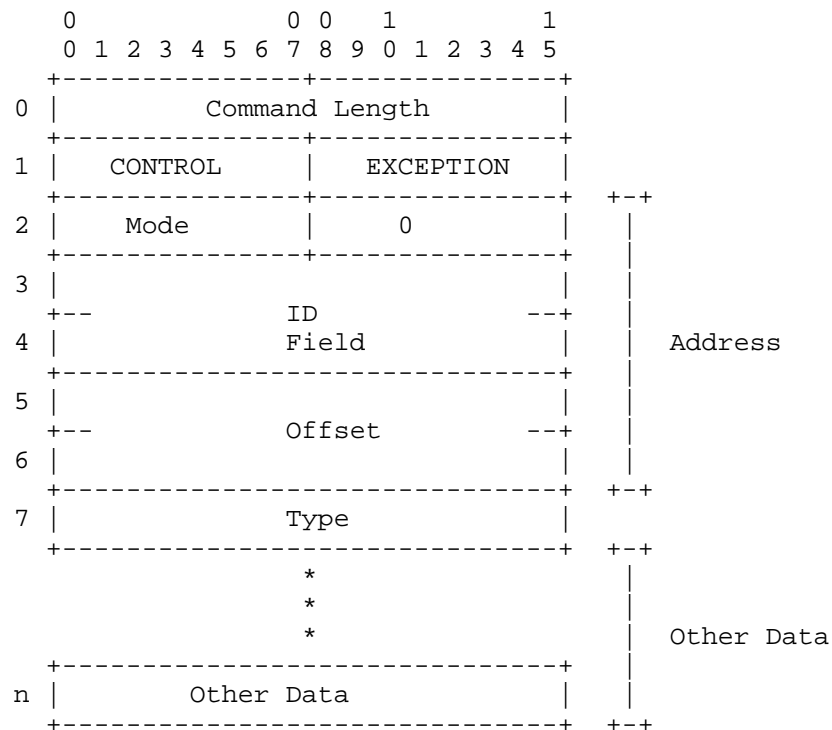 0             0 0   1         1
 0 1 2 3 4 5 6 7 8 9 0 1 2 3 4 5
+---------------+---------------+
0 | Command Length |
+---------------+---------------+
1 | CONTROL | EXCEPTION |
+---------------+---------------+ +-+
2 | Mode | 0 | |
+---------------+---------------+ |
3 | | |
+-- ID --+ |
4 | Field | | Address
+-------------------------------+ |
5 | | |
+-- Offset --+ |
6 | | |
+-------------------------------+ +-+
7 | Type |
+-------------------------------+ +-+
* |
* |
* | Other Data
+-------------------------------+ |
n | Other Data | |
+-------------------------------+ +-+